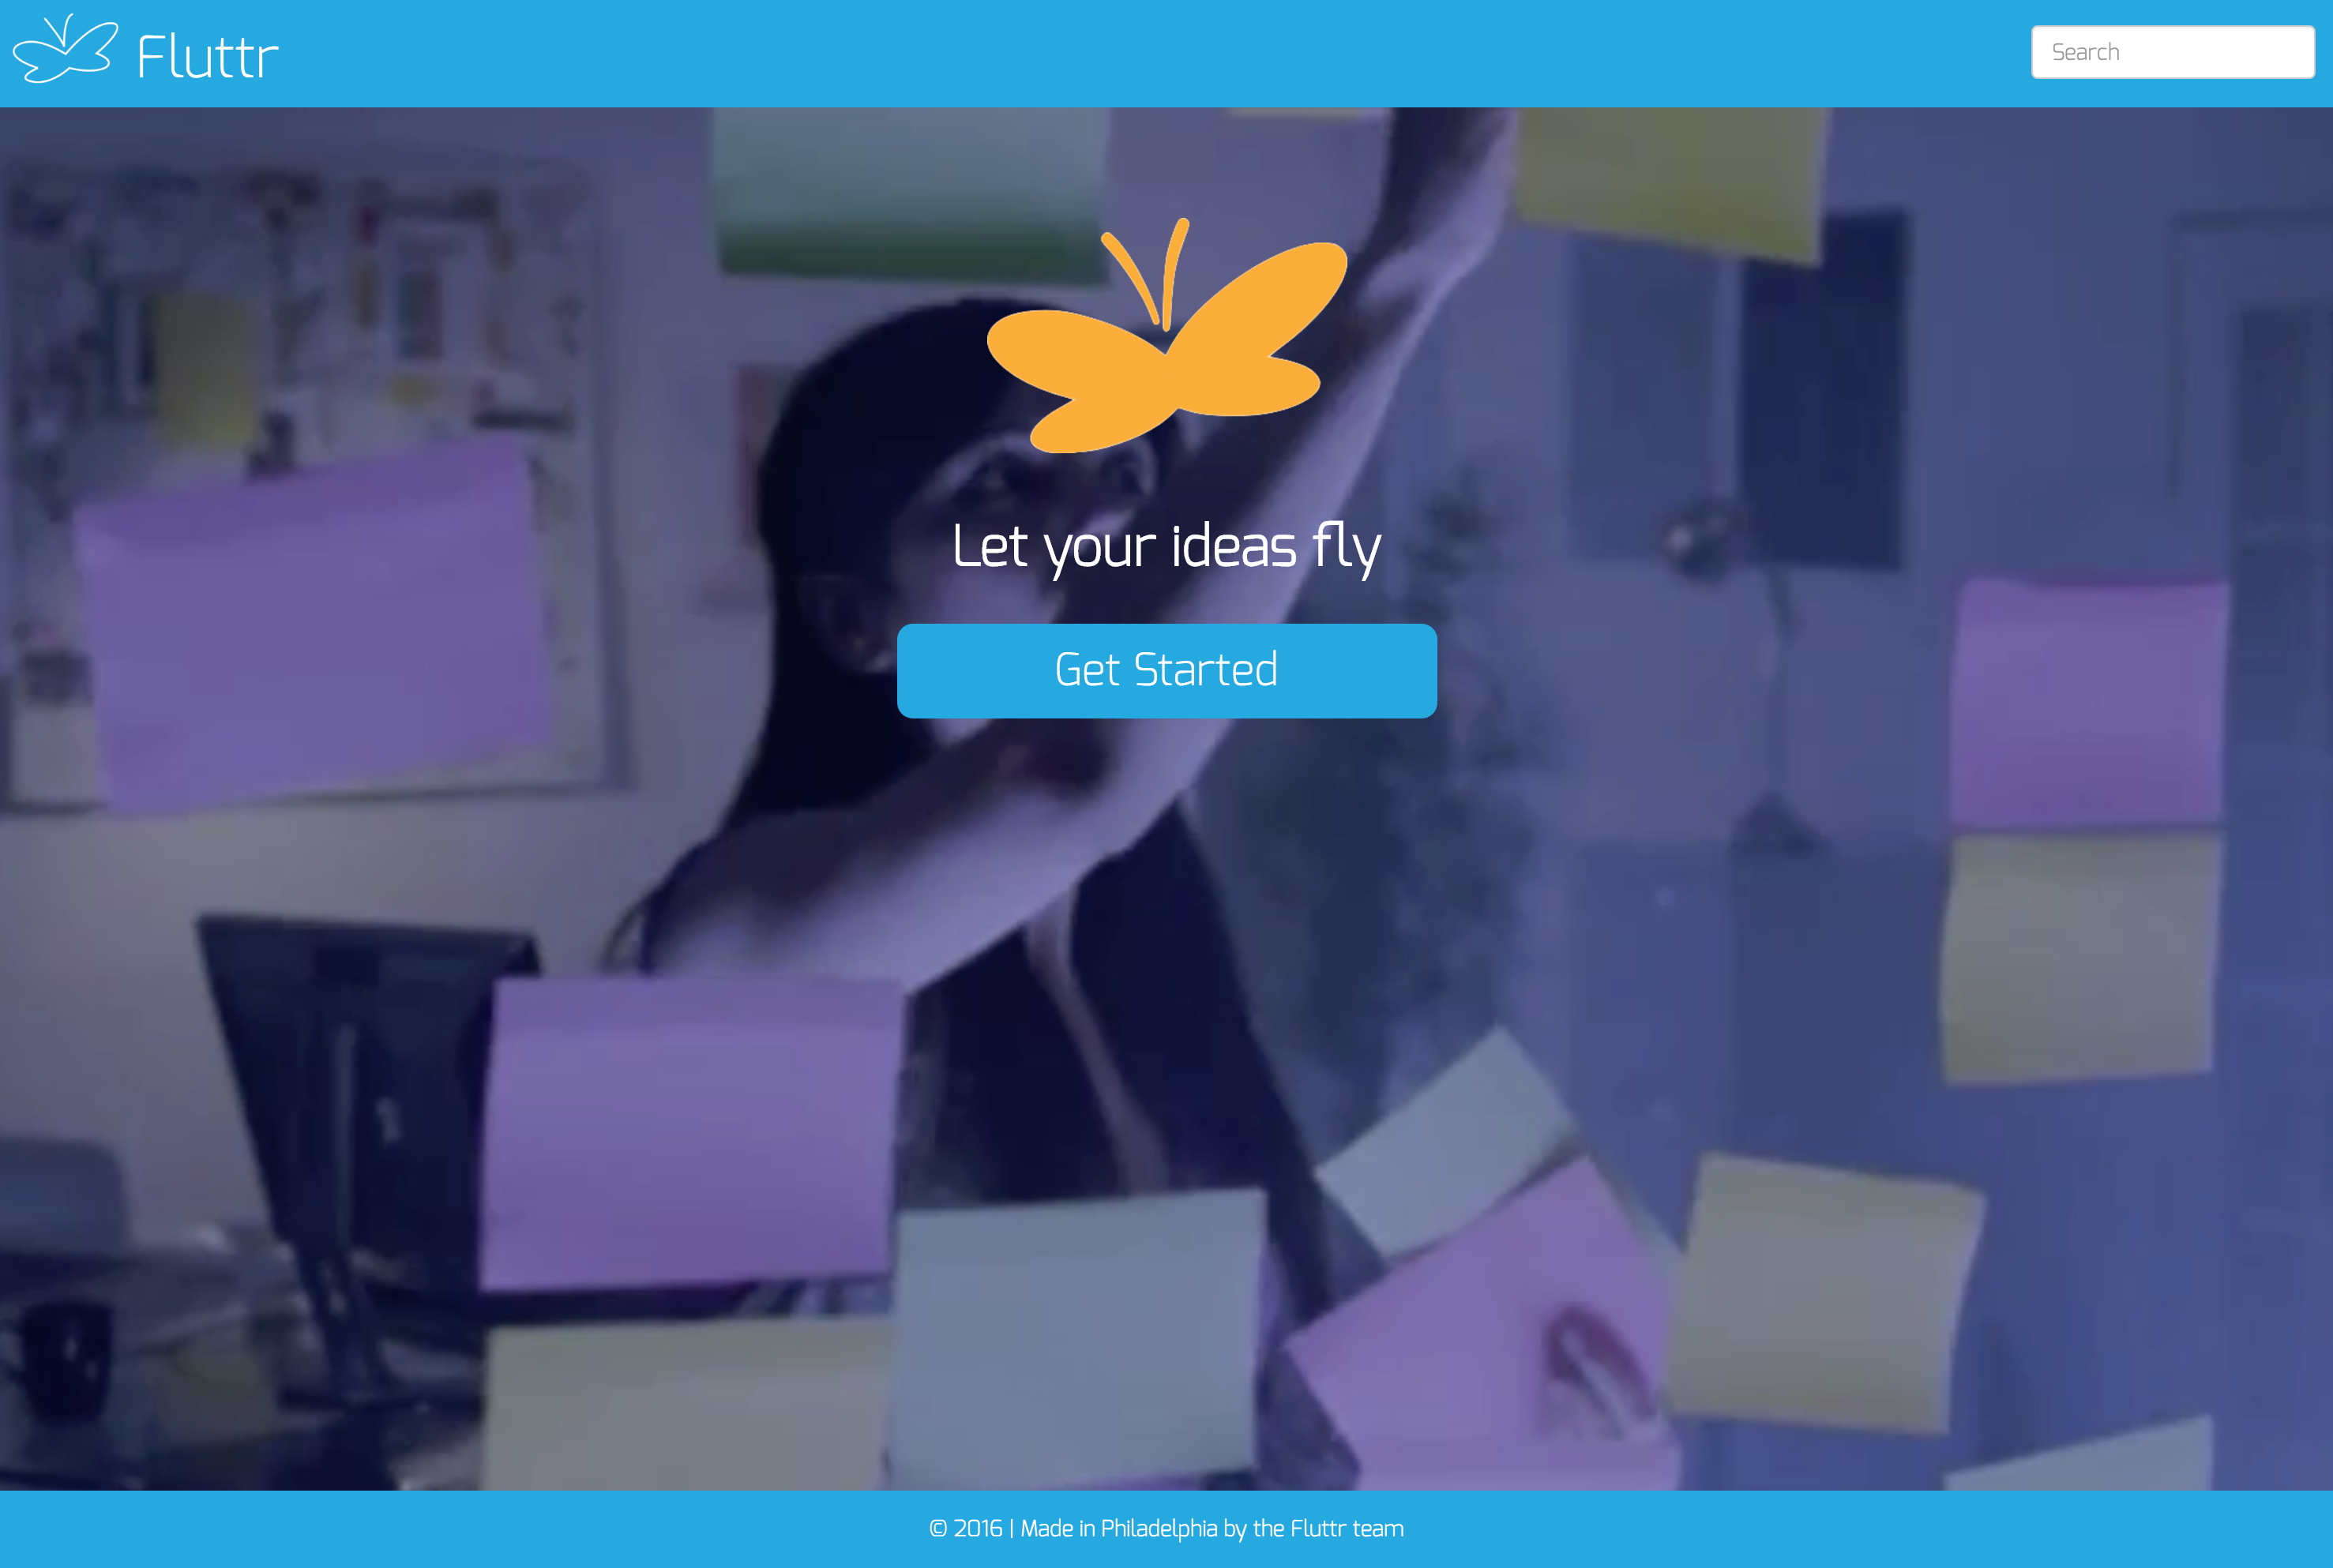 Fluttr
Search
Let your ideas fly
Get Started
© 2016 | Made in Philadelphia by the Fluttr team